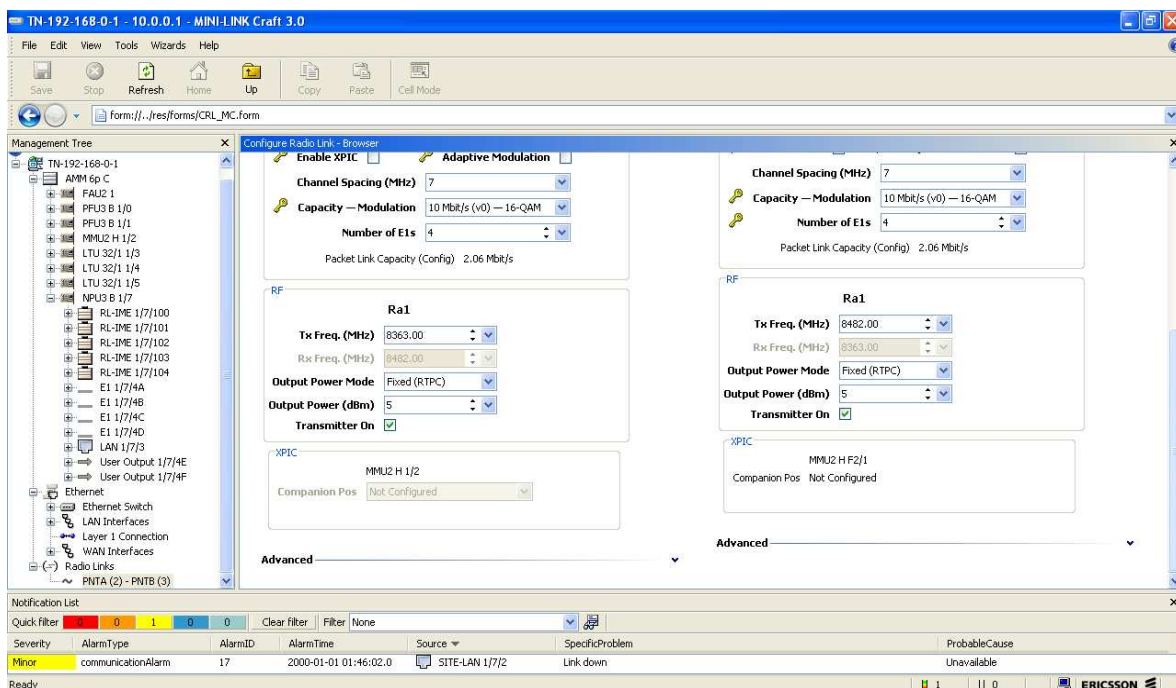 TN-192-168-0-1 - 10.0.0.1 - MINI-LINK Craft 3.0
File Edit View Tools Wizards Help
Save Stop Refresh Home Up Copy Paste Cell Mode
form://../res/forms/CRL_MC.form
Management Tree
TN-192-168-0-1
AMM 6p C
FAU2 1
PFU3 B 1/0
PFU3 B 1/1
MMU2 H 1/2
LTU 32/1 1/3
LTU 32/1 1/4
LTU 32/1 1/5
NPU3 B 1/7
RL-IME 1/7/100
RL-IME 1/7/101
RL-IME 1/7/102
RL-IME 1/7/103
RL-IME 1/7/104
E1 1/7/4A
E1 1/7/4B
E1 1/7/4C
E1 1/7/4D
LAN 1/7/3
User Output 1/7/4E
User Output 1/7/4F
Ethernet
Ethernet Switch
LAN Interfaces
Layer 1 Connection
WAN Interfaces
Radio Links
PNTA (2) - PNTB (3)
Configure Radio Link - Browser
Enable XPIC Adaptive Modulation
Channel Spacing (MHz) 7
Capacity — Modulation 10 Mbit/s (v0) — 16-QAM
Number of E1s 4
Packet Link Capacity (Config) 2.06 Mbit/s
RF
Ra1
Tx Freq. (MHz) 8363.00
Rx Freq. (MHz) 8482.00
Output Power Mode Fixed (RTPC)
Output Power (dBm) 5
Transmitter On
XPIC
MMU2 H 1/2
Companion Pos Not Configured
Advanced
Channel Spacing (MHz) 7
Capacity — Modulation 10 Mbit/s (v0) — 16-QAM
Number of E1s 4
Packet Link Capacity (Config) 2.06 Mbit/s
RF
Ra1
Tx Freq. (MHz) 8482.00
Rx Freq. (MHz) 8363.00
Output Power Mode Fixed (RTPC)
Output Power (dBm) 5
Transmitter On
XPIC
MMU2 H F2/1
Companion Pos Not Configured
Advanced
Notification List
Quick filter 0 0 1 0 0 Clear filter Filter None
Severity AlarmType AlarmID AlarmTime Source SpecificProblem ProbableCause
Minor communicationAlarm 17 2000-01-01 01:46:02.0 SITE-LAN 1/7/2 Link down Unavailable
Ready 1 0 ERICSSON